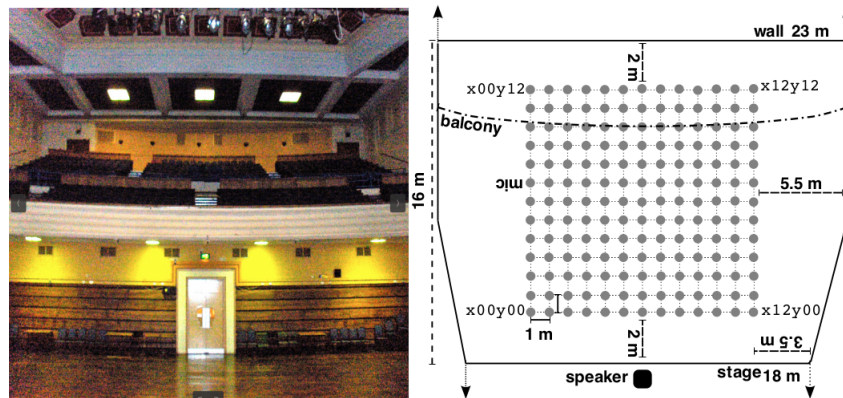 wall 23 m
2 m
x00y12
x12y12
balcony
mic
5.5 m
16 m
x00y00
x12y00
1 m
2 m
3.5 m
speaker
stage 18 m